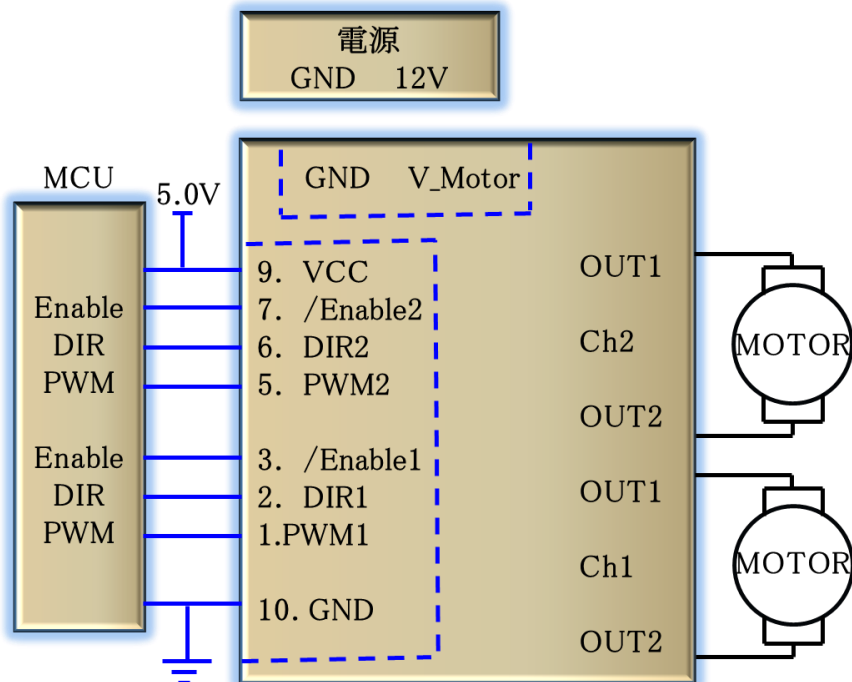 電源
GND 12V
MCU
5.0V
GND V_Motor
Enable
DIR
PWM
Enable
DIR
PWM
9. VCC
7. /Enable2
6. DIR2
5. PWM2
3. /Enable1
2. DIR1
1.PWM1
10. GND
OUT1
Ch2
OUT2
OUT1
Ch1
OUT2
MOTOR
MOTOR